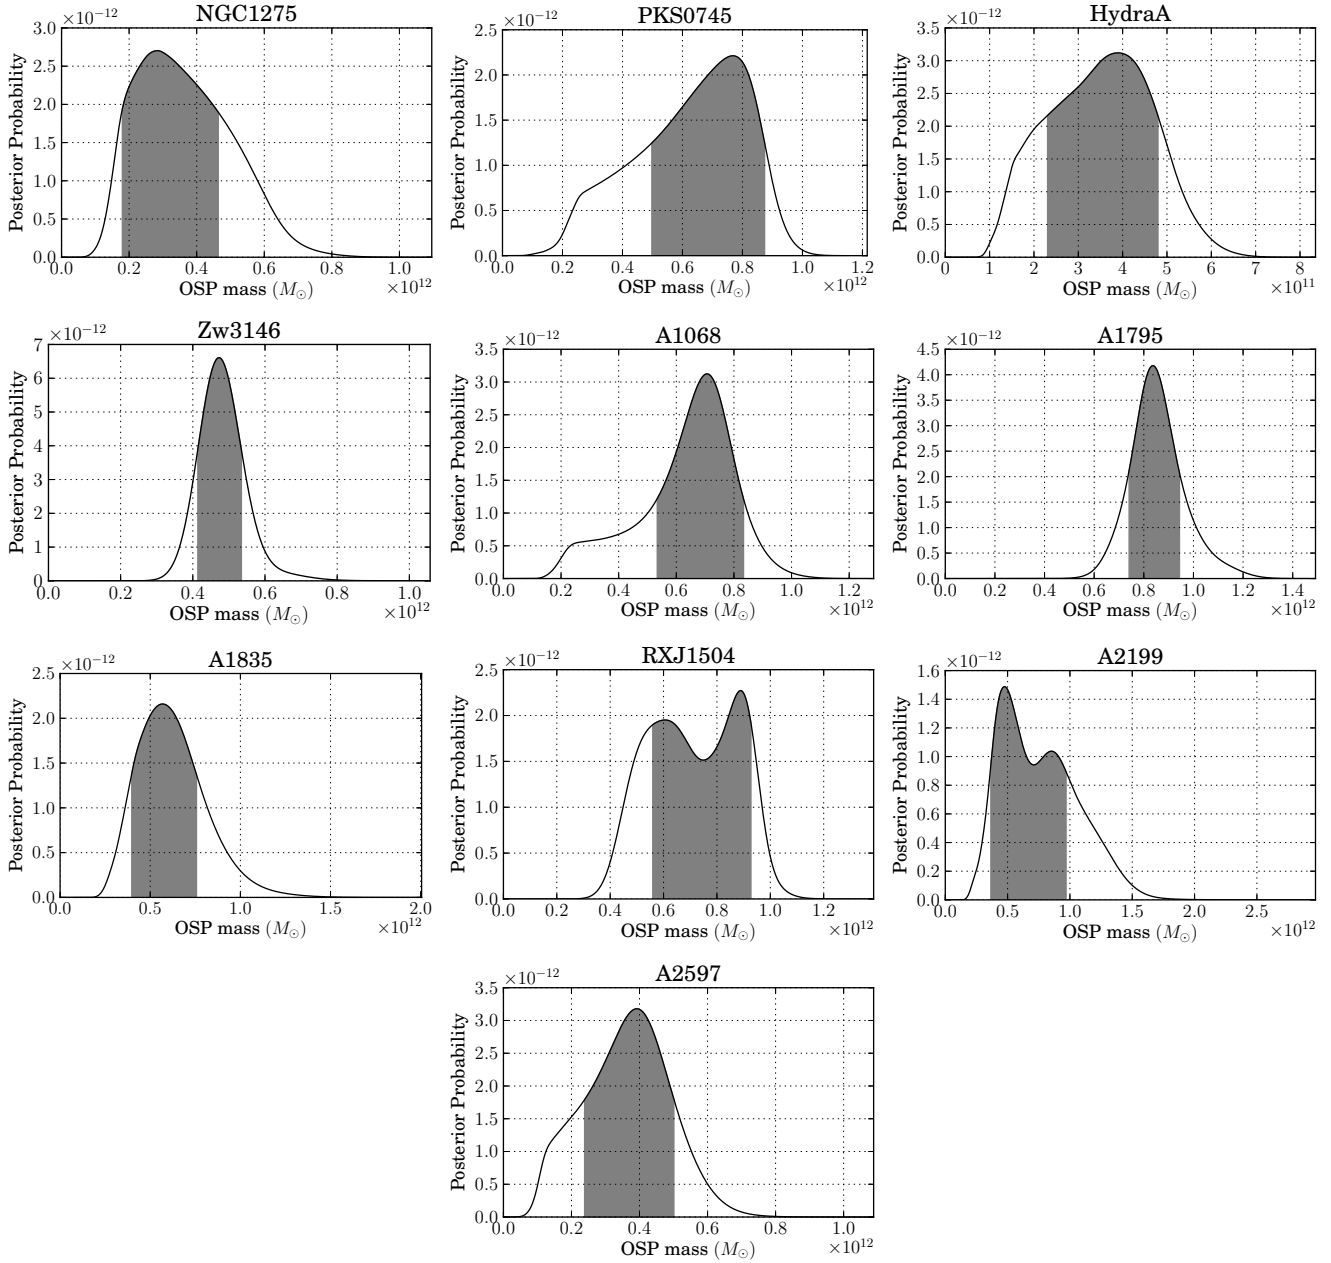 NGC1275
×10⁻¹²
Posterior Probability
3.0
2.5
2.0
1.5
1.0
0.5
0.0
0.0 0.2 0.4 0.6 0.8 1.0
OSP mass (M☉)
×10¹²
PKS0745
×10⁻¹²
Posterior Probability
2.5
2.0
1.5
1.0
0.5
0.0
0.0 0.2 0.4 0.6 0.8 1.0 1.2
OSP mass (M☉)
×10¹²
HydraA
×10⁻¹²
Posterior Probability
3.5
3.0
2.5
2.0
1.5
1.0
0.5
0.0
0 1 2 3 4 5 6 7 8
OSP mass (M☉)
×10¹¹
Zw3146
×10⁻¹²
Posterior Probability
7
6
5
4
3
2
1
0
0.0 0.2 0.4 0.6 0.8 1.0
OSP mass (M☉)
×10¹²
A1068
×10⁻¹²
Posterior Probability
3.5
3.0
2.5
2.0
1.5
1.0
0.5
0.0
0.0 0.2 0.4 0.6 0.8 1.0 1.2
OSP mass (M☉)
×10¹²
A1795
×10⁻¹²
Posterior Probability
4.5
4.0
3.5
3.0
2.5
2.0
1.5
1.0
0.5
0.0
0.0 0.2 0.4 0.6 0.8 1.0 1.2 1.4
OSP mass (M☉)
×10¹²
A1835
×10⁻¹²
Posterior Probability
2.5
2.0
1.5
1.0
0.5
0.0
0.0 0.5 1.0 1.5 2.0
OSP mass (M☉)
×10¹²
RXJ1504
×10⁻¹²
Posterior Probability
2.5
2.0
1.5
1.0
0.5
0.0
0.0 0.2 0.4 0.6 0.8 1.0 1.2
OSP mass (M☉)
×10¹²
A2199
×10⁻¹²
Posterior Probability
1.6
1.4
1.2
1.0
0.8
0.6
0.4
0.2
0.0
0.0 0.5 1.0 1.5 2.0 2.5
OSP mass (M☉)
×10¹²
A2597
×10⁻¹²
Posterior Probability
3.5
3.0
2.5
2.0
1.5
1.0
0.5
0.0
0.0 0.2 0.4 0.6 0.8 1.0
OSP mass (M☉)
×10¹²